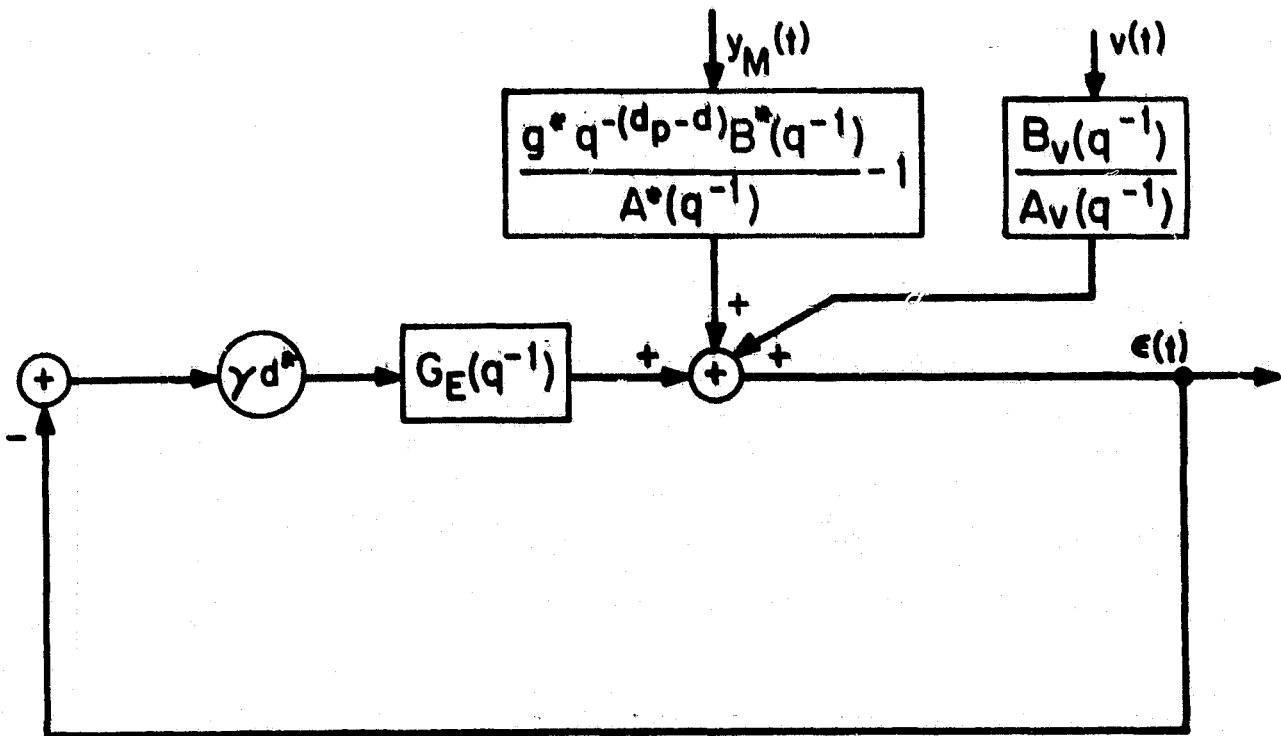 y_M(t)
v(t)
g* q^{-(d_p-d)} B*(q^{-1})
A*(q^{-1})
-1
B_V(q^{-1})
A_V(q^{-1})
+
+
γd*
G_E(q^{-1})
+
+
+
ϵ(t)
-